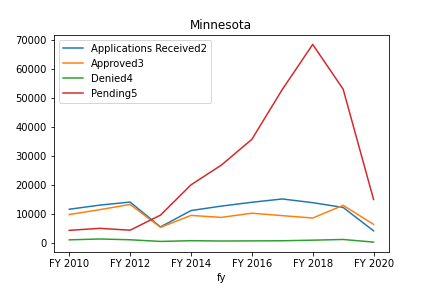 Minnesota
70000
60000
50000
40000
30000
20000
10000
0
Applications Received2
Approved3
Denied4
Pending5
FY 2010 FY 2012 FY 2014 FY 2016 FY 2018 FY 2020
fy